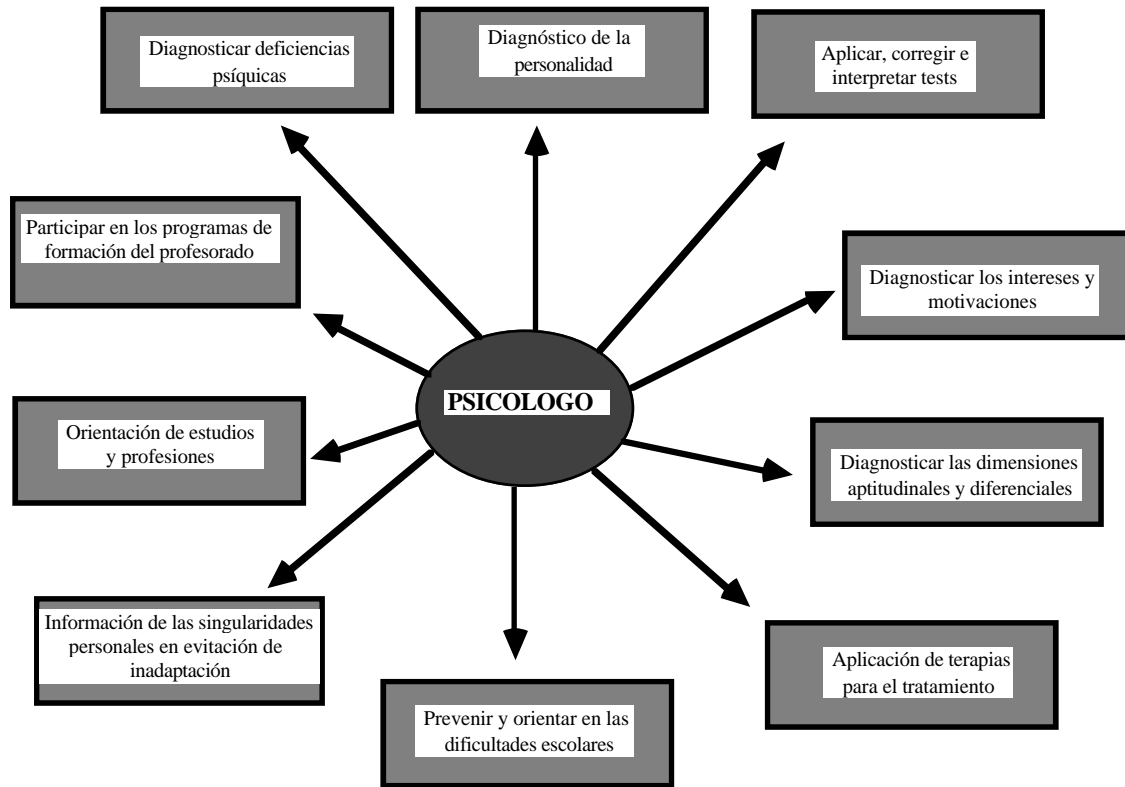 Diagnosticar deficiencias
psíquicas
Diagnóstico de la
personalidad
Aplicar, corregir e
interpretar tests
Participar en los programas de
formación del profesorado
Diagnosticar los intereses y
motivaciones
PSICOLOGO
Orientación de estudios
y profesiones
Diagnosticar las dimensiones
aptitudinales y diferenciales
Información de las singularidades
personales en evitación de
inadaptación
Aplicación de terapias
para el tratamiento
Prevenir y orientar en las
dificultades escolares